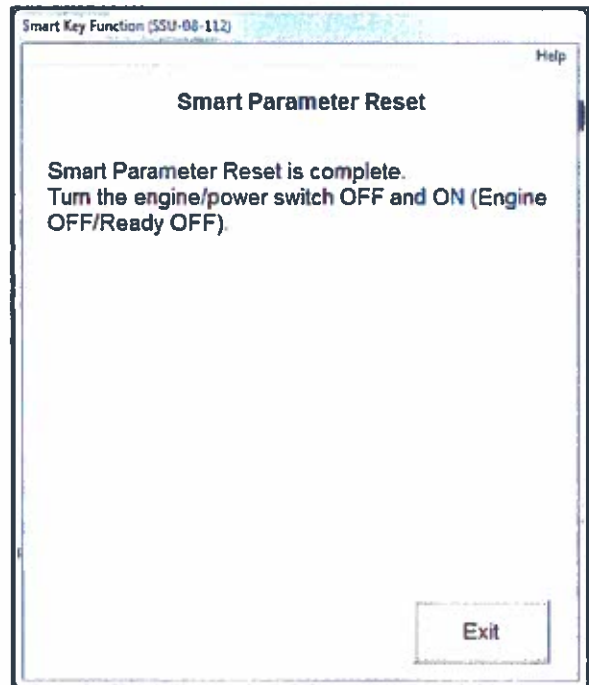 Smart Key Function (SSU-08-112)
Help
Smart Parameter Reset
Smart Parameter Reset is complete.
Turn the engine/power switch OFF and ON (Engine
OFF/Ready OFF).
Exit